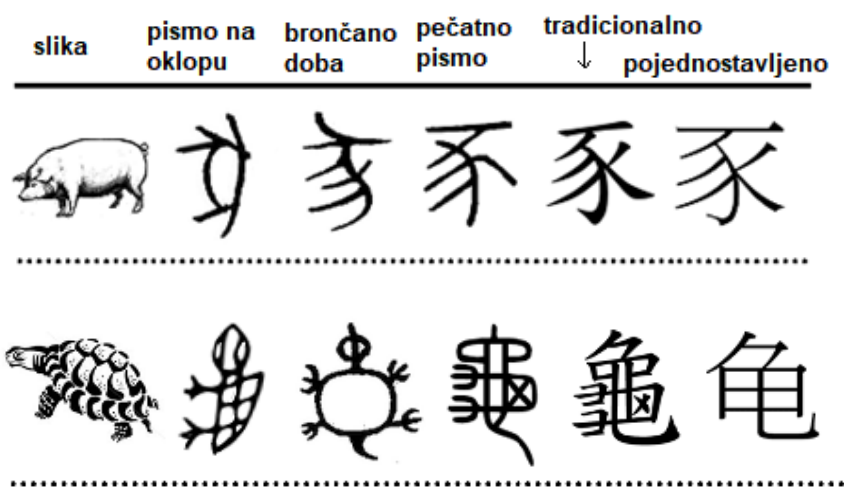 slika
pismo na
oklopu
brončano
doba
pečatno
pismo
tradicionalno
pojednostavljeno
豕 豕
龜 龟